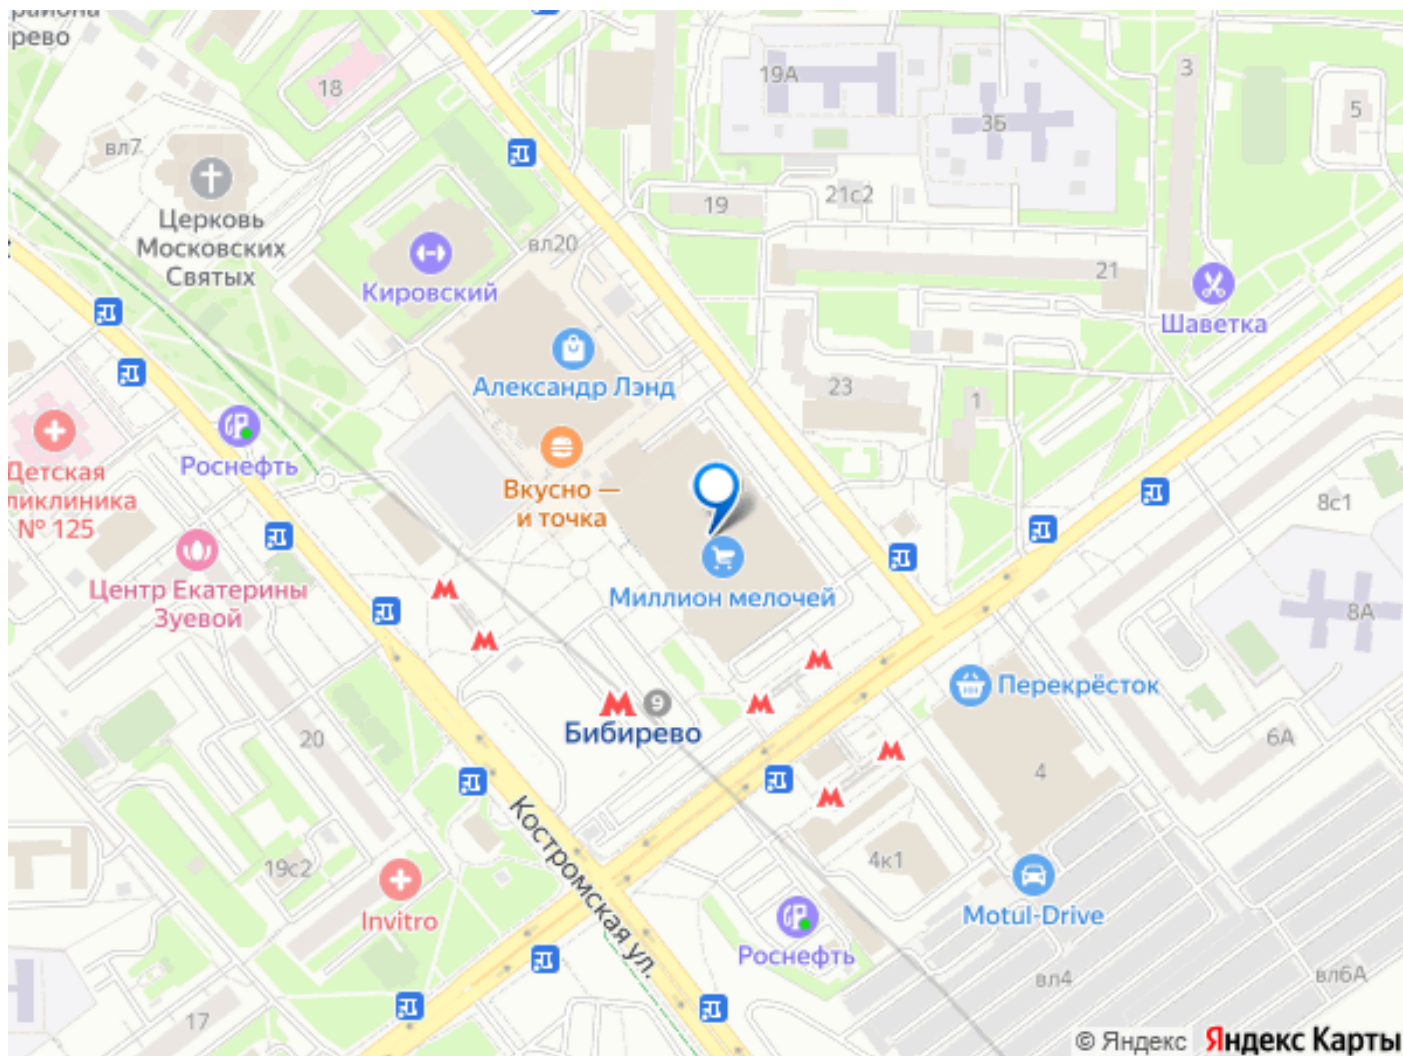 района
рево
18
19А
3
5
3Б
вл7
Церковь
Московских
Святых
19
21с2
вл20
21
Кировский
Шаветка
Александр Лэнд
23
1
Роснефть
Детская
№ 125
Вкусно —
и точка
8с1
Центр Екатерины
Зуевой
Миллион мелочей
8А
М
М
М
М
М
9
Бибирево
Перекрёсток
М
М
20
6А
4
Костромская ул.
19с2
4к1
Invitro
Motul-Drive
Роснефть
вл4
вл6А
17
© Яндекс Яндекс Карты